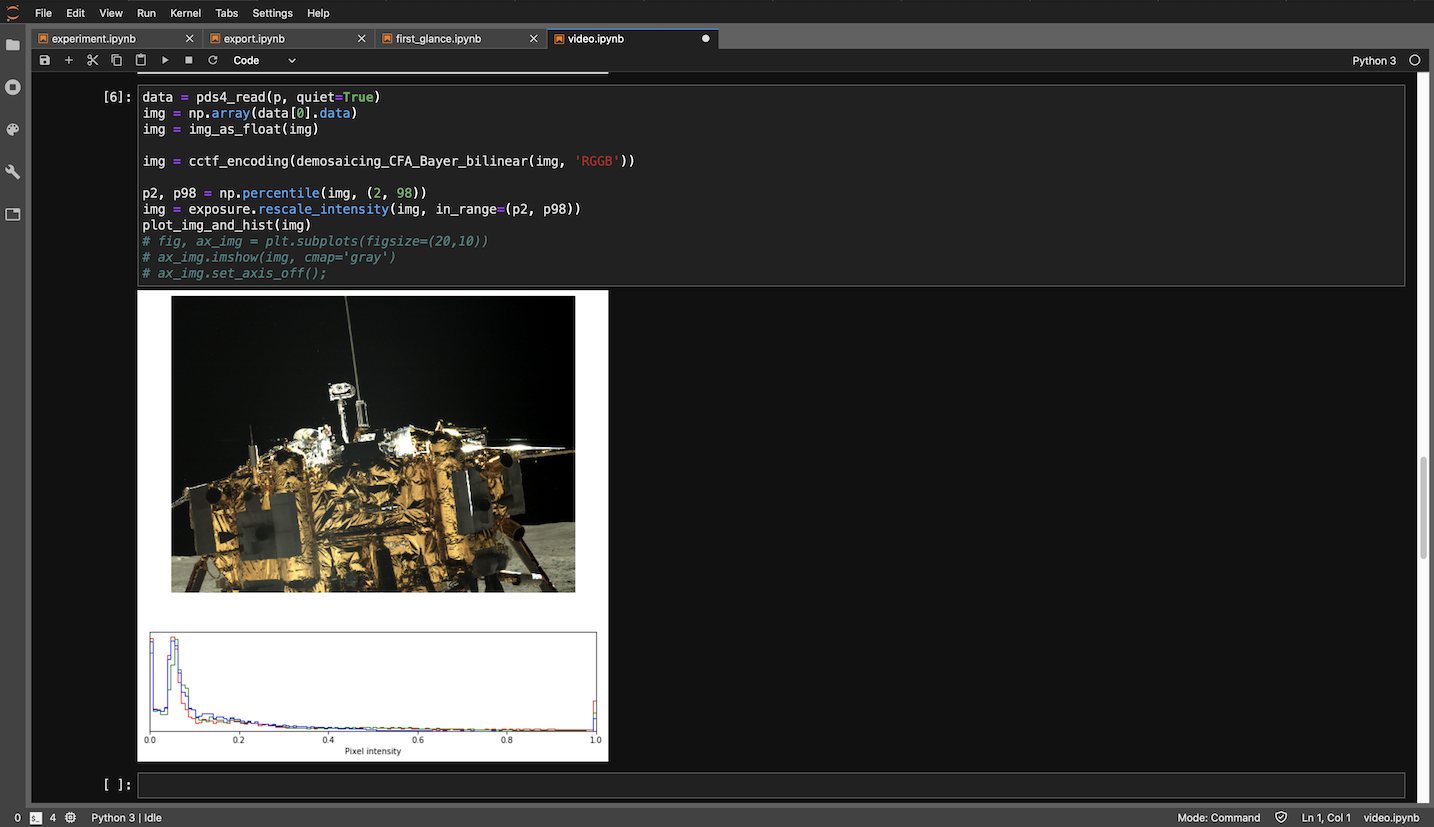 File Edit View Run Kernel Tabs Settings Help
experiment.ipynb export.ipynb first_glance.ipynb video.ipynb
Code Python 3
[6]: data = pds4_read(p, quiet=True)
img = np.array(data[0].data)
img = img_as_float(img)
img = cctf_encoding(demosaicing_CFA_Bayer_bilinear(img, 'RGGB'))
p2, p98 = np.percentile(img, (2, 98))
img = exposure.rescale_intensity(img, in_range=(p2, p98))
plot_img_and_hist(img)
# fig, ax_img = plt.subplots(figsize=(20,10))
# ax_img.imshow(img, cmap='gray')
# ax_img.set_axis_off();
0.0 0.2 0.4 0.6 0.8 1.0
Pixel intensity
[ ]:
0 s_ 4 Python 3 | Idle Mode: Command Ln 1, Col 1 video.ipynb